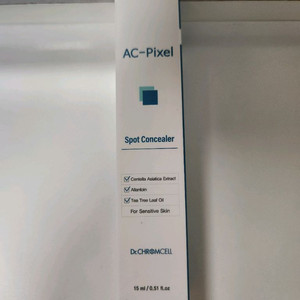 AC-Pixel
Spot Concealer
Centella Asiatica Extract
Allantoin
Tea Tree Leaf Oil
For Sensitive Skin
Dr.CHROMCELL
15 ml / 0.51 fl.oz